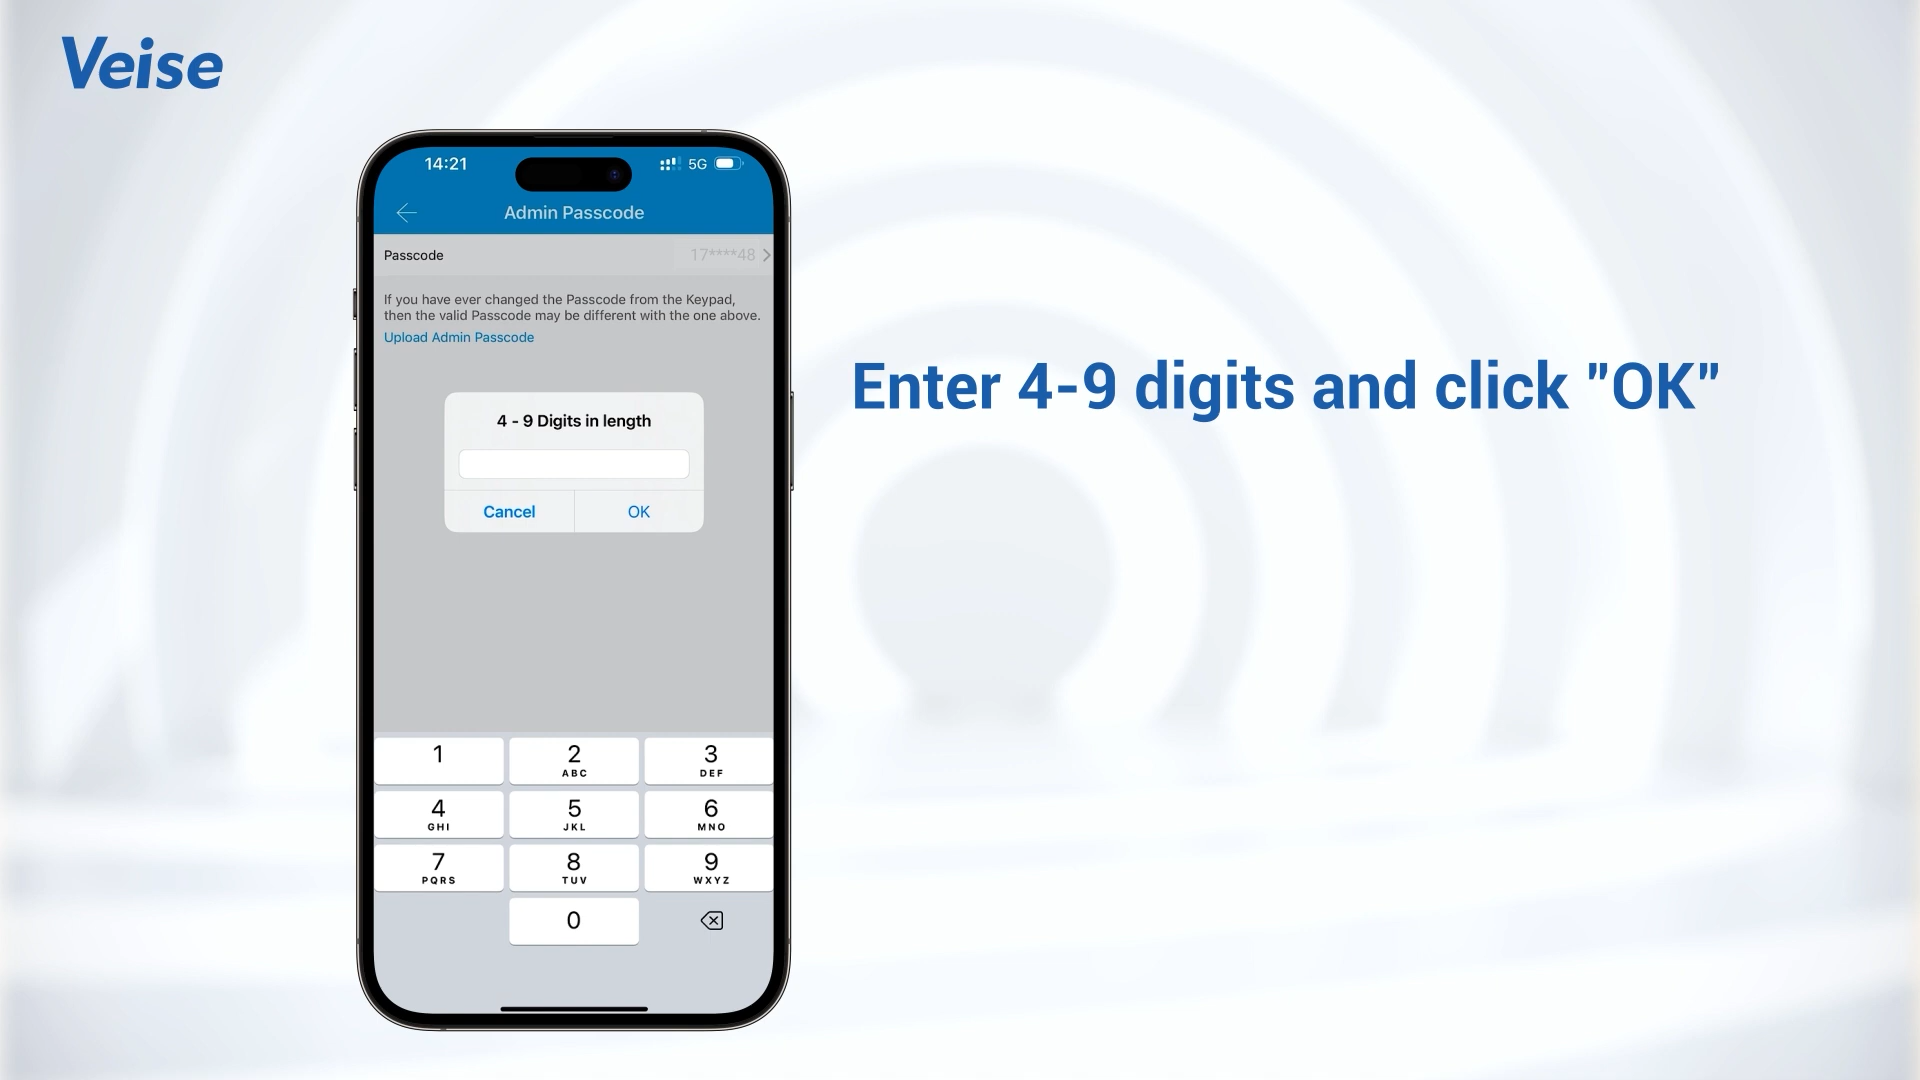 Veise
14:21
5G
Admin Passcode
Passcode
17****48
If you have ever changed the Passcode from the Keypad,
then the valid Passcode may be different with the one above.
Upload Admin Passcode
Enter 4-9 digits and click "OK"
4 - 9 Digits in length
Cancel
OK
1
2
ABC
3
DEF
4
GHI
5
JKL
6
MNO
7
PQRS
8
TUV
9
WXYZ
0